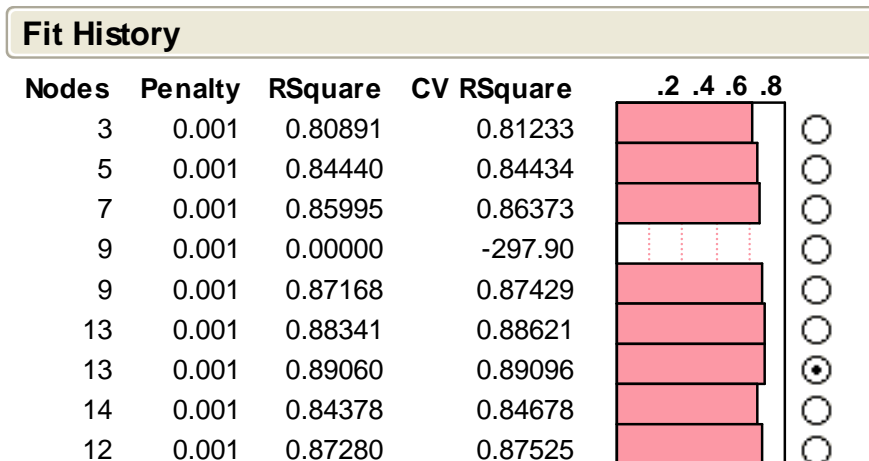 Fit History
Nodes Penalty RSquare CV RSquare .2 .4 .6 .8
3 0.001 0.80891 0.81233
5 0.001 0.84440 0.84434
7 0.001 0.85995 0.86373
9 0.001 0.00000 -297.90
9 0.001 0.87168 0.87429
13 0.001 0.88341 0.88621
13 0.001 0.89060 0.89096
14 0.001 0.84378 0.84678
12 0.001 0.87280 0.87525